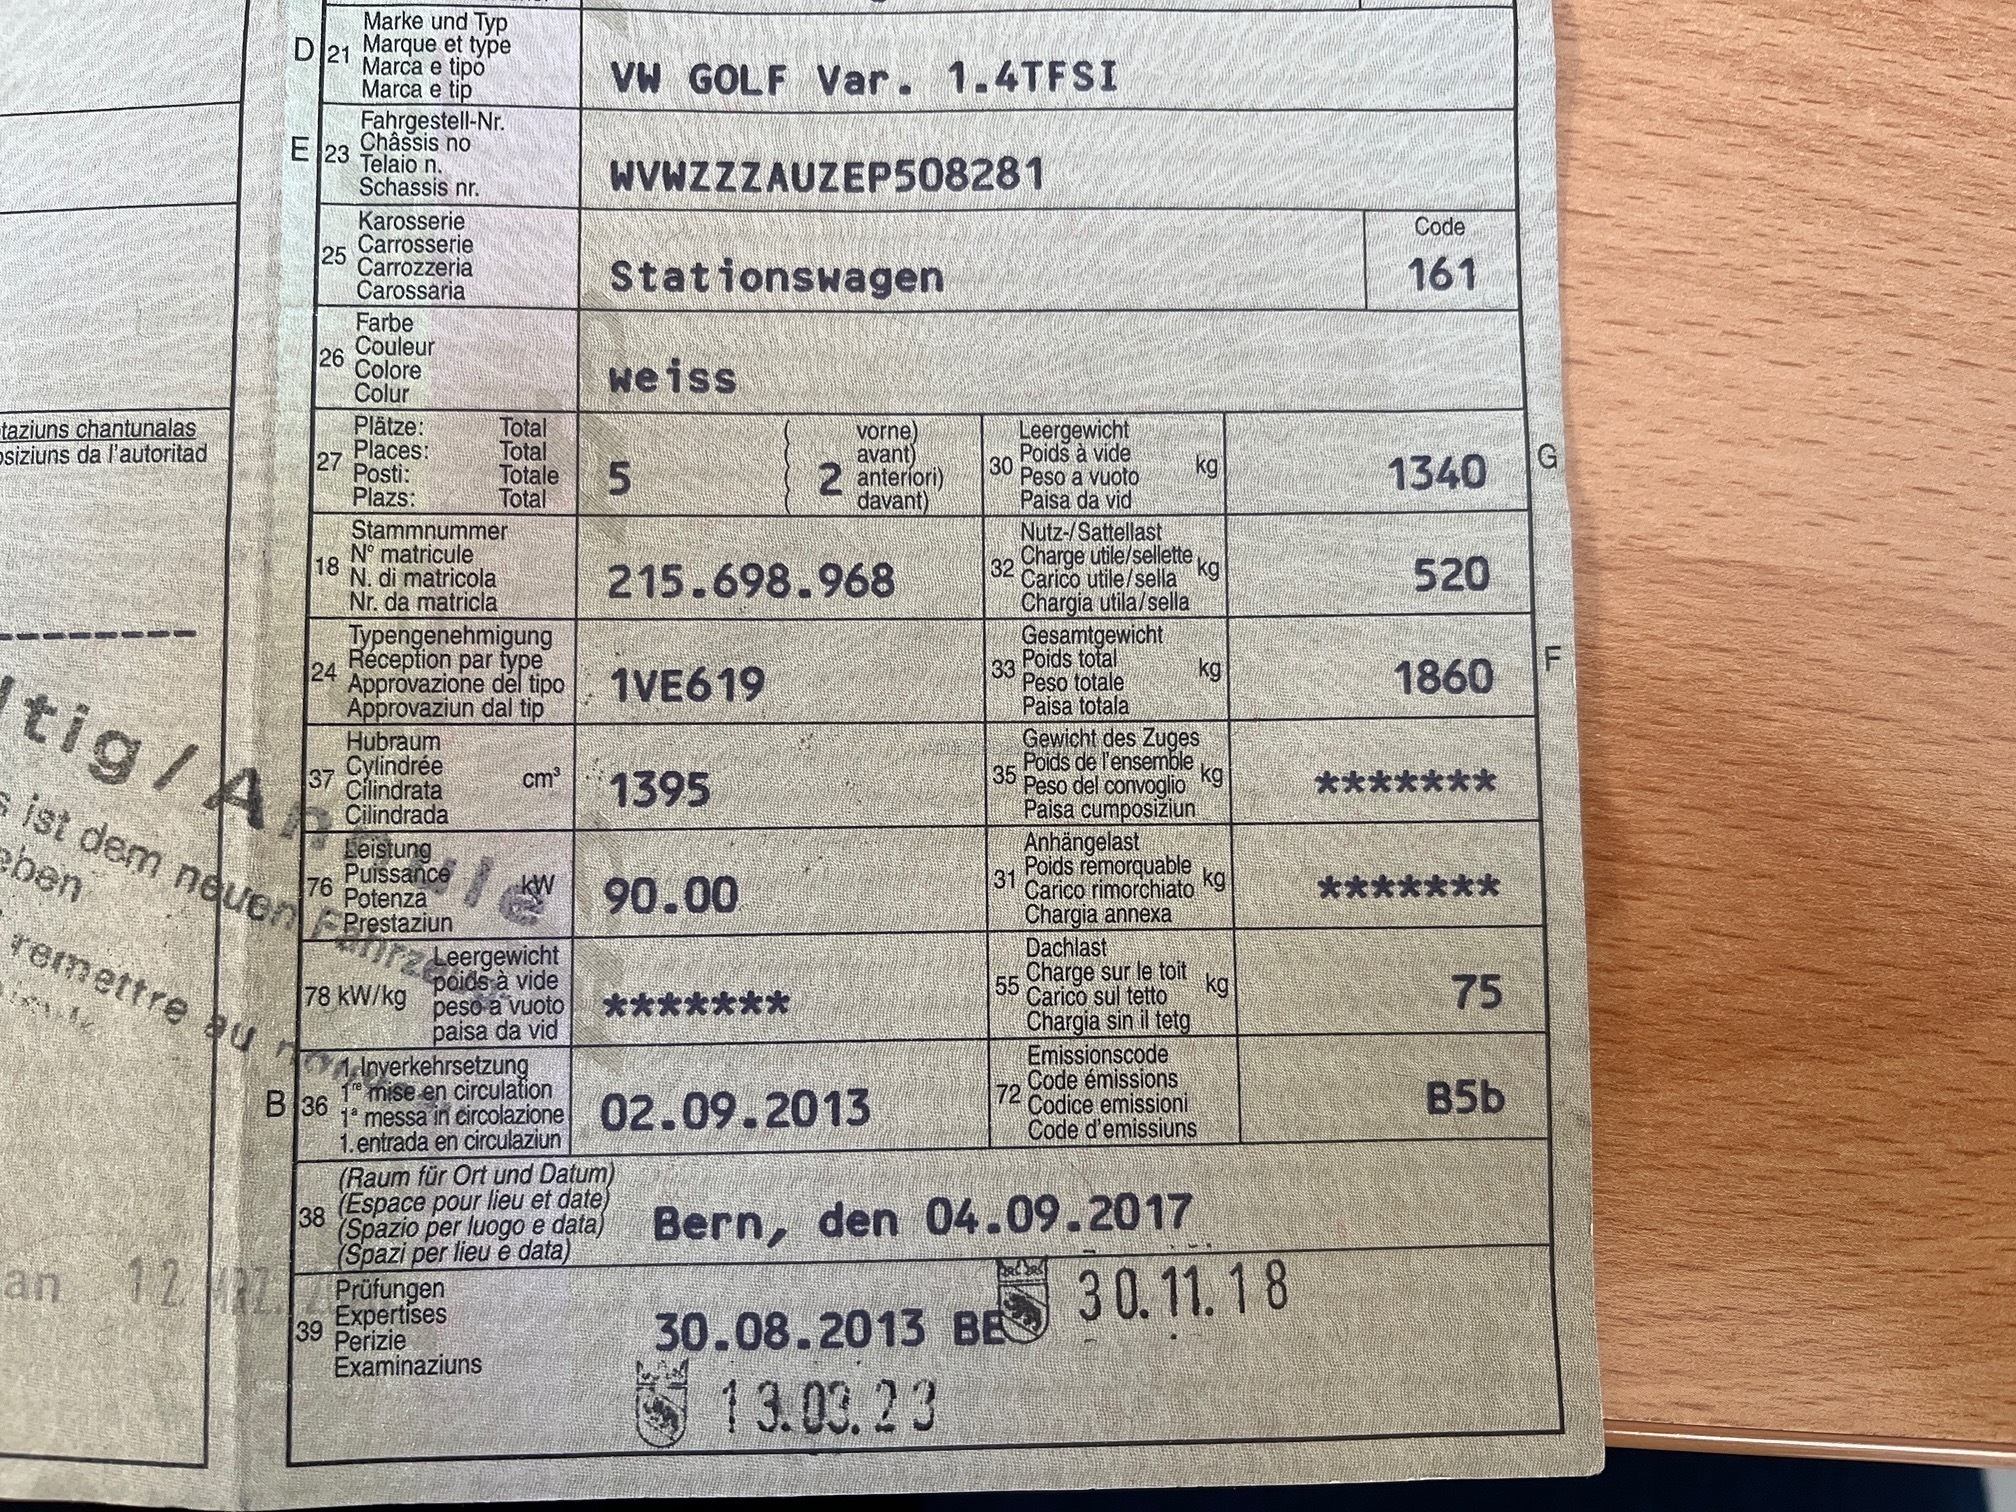 taziuns chantunalas
siziuns da l'autoritad
ltig / Annule
ist dem neuen Fahrzeug
eben
remettre au
an 12. MRZ.
D 21 Marke und Typ
Marque et type
Marca e tipo
Marca e tip
VW GOLF Var. 1.4TFSI
E 23 Fahrgestell-Nr.
Châssis no
Telaio n.
Schassis nr.
WVWZZZAUZEP508281
25 Karosserie
Carrosserie
Carrozzeria
Carossaria
Stationswagen
Code
161
26 Farbe
Couleur
Colore
Colur
weiss
27 Plätze: Total
Places: Total
Posti: Totale
Plazs: Total
5
2 vorne)
avant)
anteriori)
davant)
30 Leergewicht
Poids à vide
Peso a vuoto
Paisa da vid
kg
1340
G
18 Stammnummer
N° matricule
N. di matricola
Nr. da matricla
215.698.968
32 Nutz-/Sattellast
Charge utile/sellette
Carico utile/sella
Chargia utila/sella
kg
520
24 Typengenehmigung
Réception par type
Approvazione del tipo
Approvaziun dal tip
1VE619
33 Gesamtgewicht
Poids total
Peso totale
Paisa totala
kg
1860
F
37 Hubraum
Cylindrée
Cilindrata
Cilindrada
cm³
1395
35 Gewicht des Zuges
Poids de l'ensemble
Peso del convoglio
Paisa cumposiziun
kg
*******
76 Leistung
Puissance
Potenza
Prestaziun
kW
90.00
31 Anhängelast
Poids remorquable
Carico rimorchiato
Chargia annexa
kg
*******
78 kW/kg Leergewicht
poids à vide
peso a vuoto
paisa da vid
*******
55 Dachlast
Charge sur le toit
Carico sul tetto
Chargia sin il tetg
kg
75
B 36 1. Inverkehrsetzung
1re mise en circulation
1a messa in circolazione
1. entrada en circulaziun
02.09.2013
72 Emissionscode
Code émissions
Codice emissioni
Code d'emissiuns
B5b
38 (Raum für Ort und Datum)
(Espace pour lieu et date)
(Spazio per luogo e data)
(Spazi per lieu e data)
Bern, den 04.09.2017
39 Prüfungen
Expertises
Perizie
Examinaziuns
30.08.2013 BE
30.11.18
13.03.23